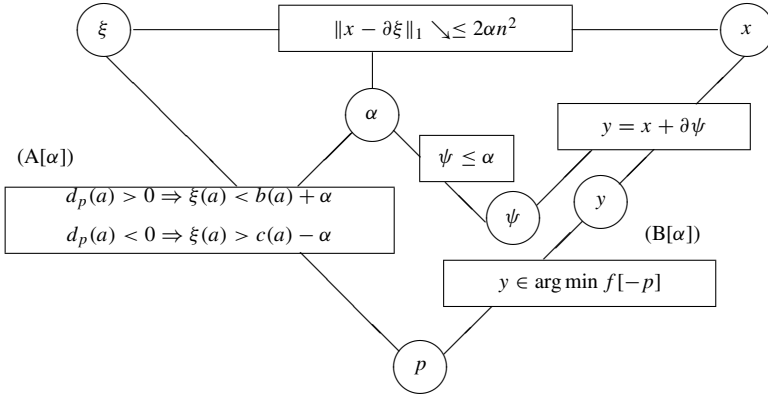 ξ
‖x − ∂ξ‖₁ ↘≤ 2αn²
x
α
y = x + ∂ψ
(A[α])
ψ ≤ α
d_p(a) > 0 ⇒ ξ(a) < b(a) + α
d_p(a) < 0 ⇒ ξ(a) > c(a) − α
ψ
y
(B[α])
y ∈ arg min f[−p]
p